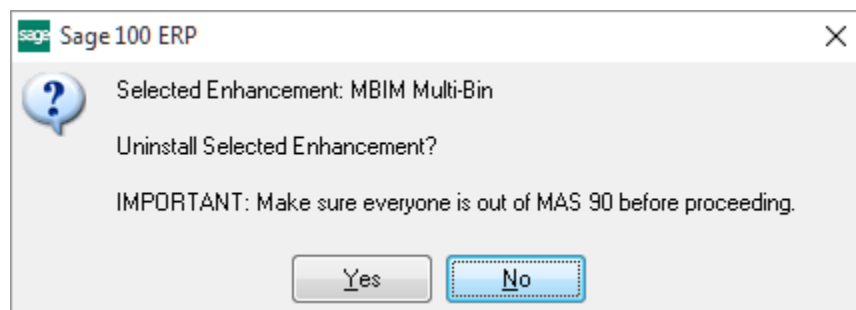 sage Sage 100 ERP
Selected Enhancement: MBIM Multi-Bin
Uninstall Selected Enhancement?
IMPORTANT: Make sure everyone is out of MAS 90 before proceeding.
Yes No